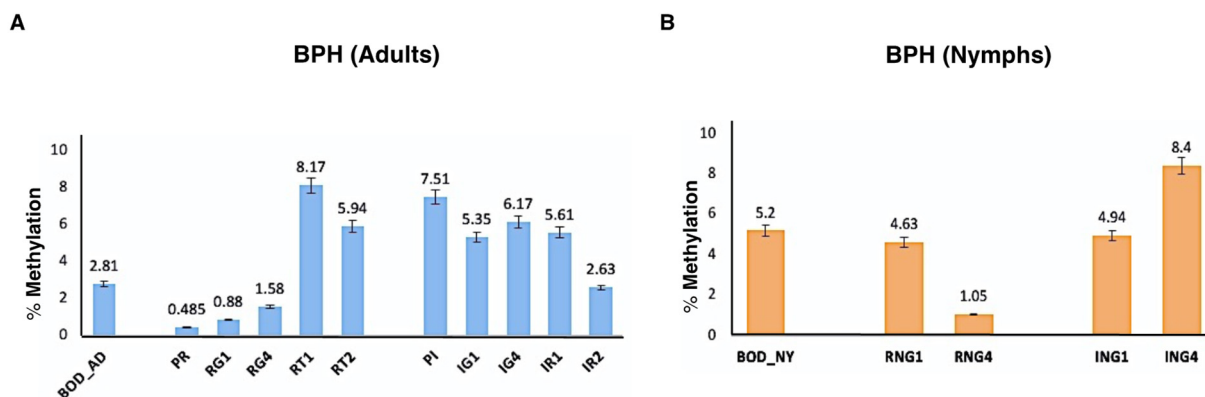 A
BPH (Adults)
% Methylation
10
8
6
4
2
0
2.81
0.485
0.88
1.58
8.17
5.94
7.51
5.35
6.17
5.61
2.63
BOD_AD
PR
RG1
RG4
RT1
RT2
PI
IG1
IG4
IR1
IR2
B
BPH (Nymphs)
% Methylation
10
8
6
4
2
0
5.2
4.63
1.05
4.94
8.4
BOD_NY
RNG1
RNG4
ING1
ING4